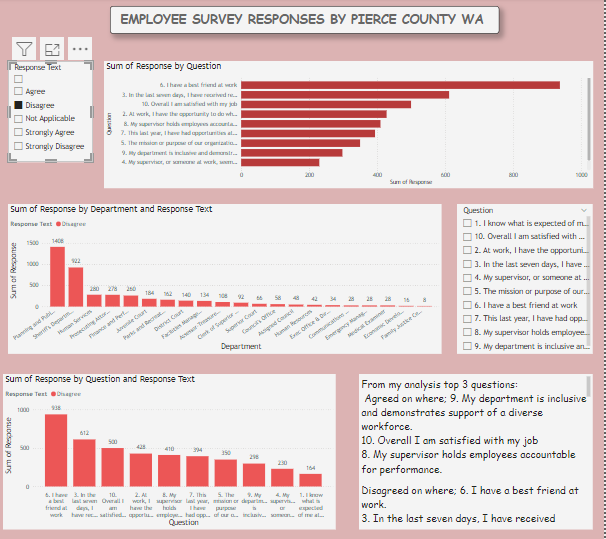 EMPLOYEE SURVEY RESPONSES BY PIERCE COUNTY WA
Response Text
Agree
Disagree
Not Applicable
Strongly Agree
Strongly Disagree
Sum of Response by Question
Question
6. I have a best friend at work
3. In the last seven days, I have received re...
10. Overall I am satisfied with my job
2. At work, I have the opportunity to do wh...
8. My supervisor holds employees accounta...
7. This last year, I have had opportunities at...
5. The mission or purpose of our organizatio...
9. My department is inclusive and demonstr...
4. My supervisor, or someone at work, seem...
0 200 400 600 800 1000
Sum of Response
Sum of Response by Department and Response Text
Response Text Disagree
Sum of Response
1500
1000
500
0
1408 922 280 278 260 184 162 140 134 108 92 66 58 48 42 34 28 28 28 16 8
Planning and Publi...
Sheriff's Departm...
Human Services
Prosecuting Attor...
Finance and Perf...
Juvenile Court
Parks and Recreat...
District Court
Facilities Manage...
Assessor Treasure...
Clerk of Superior ...
Superior Court
Council's Office
Assigned Council
Human Resources
Exec Office & Dir...
Communications ...
Emergency Manag...
Medical Examiner
Economic Develo...
Family Justice Ce...
Department
Question
1. I know what is expected of m...
10. Overall I am satisfied with ...
2. At work, I have the opportuni...
3. In the last seven days, I have ...
4. My supervisor, or someone at ...
5. The mission or purpose of our...
6. I have a best friend at work
7. This last year, I have had opp...
8. My supervisor holds employee...
9. My department is inclusive an...
Sum of Response by Question and Response Text
Response Text Disagree
Sum of Response
1000
500
0
938 612 500 428 410 394 350 298 230 164
6. I have a best friend at work
3. In the last seven days, I have rec...
10. Overall I am satisfied...
2. At work, I have the opportu...
8. My supervisor holds employe...
7. This last year, I have had opp...
5. The mission or purpose of our o...
9. My departm... is inclusiv...
4. My supervis... or someon...
1. I know what is expected of me at...
Question
From my analysis top 3 questions:
Agreed on where; 9. My department is inclusive
and demonstrates support of a diverse
workforce.
10. Overall I am satisfied with my job
8. My supervisor holds employees accountable
for performance.
Disagreed on where; 6. I have a best friend at
work.
3. In the last seven days, I have received